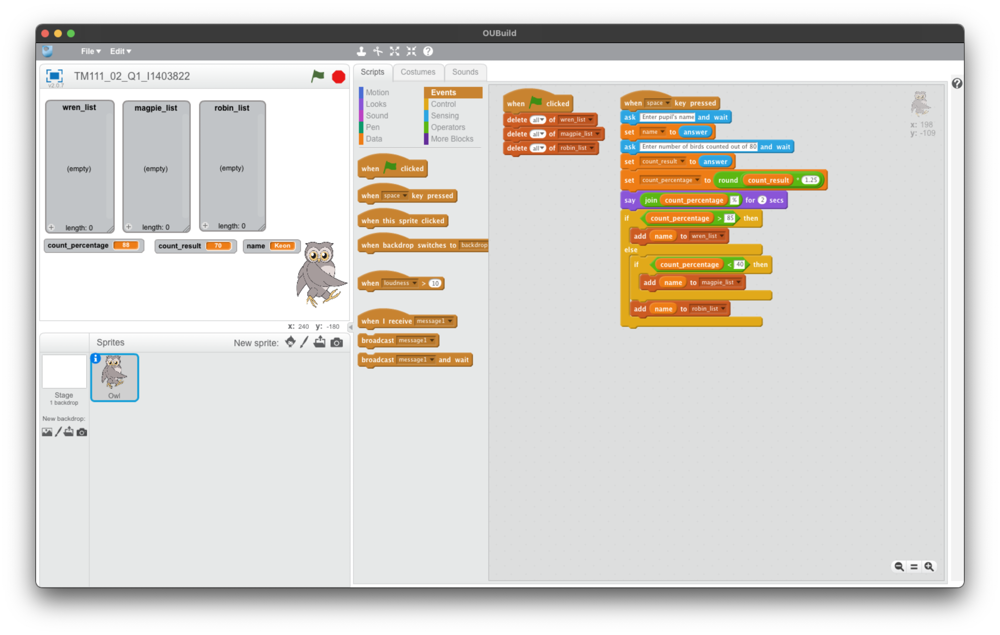 OUBuild
File Edit
TM111_02_Q1_I1403822
v2.0.7
wren_list
(empty)
length: 0
magpie_list
(empty)
length: 0
robin_list
(empty)
length: 0
count_percentage 88
count_result 70
name Keon
x: 240 y: -180
Sprites
New sprite:
Stage
1 backdrop
New backdrop:
Owl
Scripts
Costumes
Sounds
Motion
Looks
Sound
Pen
Data
Events
Control
Sensing
Operators
More Blocks
when clicked
when space key pressed
when this sprite clicked
when backdrop switches to backdrop
when loudness > 10
when I receive message1
broadcast message1
broadcast message1 and wait
when clicked
delete all of wren_list
delete all of magpie_list
delete all of robin_list
when space key pressed
ask Enter pupil's name and wait
set name to answer
ask Enter number of birds counted out of 80 and wait
set count_result to answer
set count_percentage to round count_result * 1.25
say join count_percentage % for 2 secs
if count_percentage > 85 then
add name to wren_list
else
if count_percentage < 40 then
add name to magpie_list
add name to robin_list
x: 198
y: -109